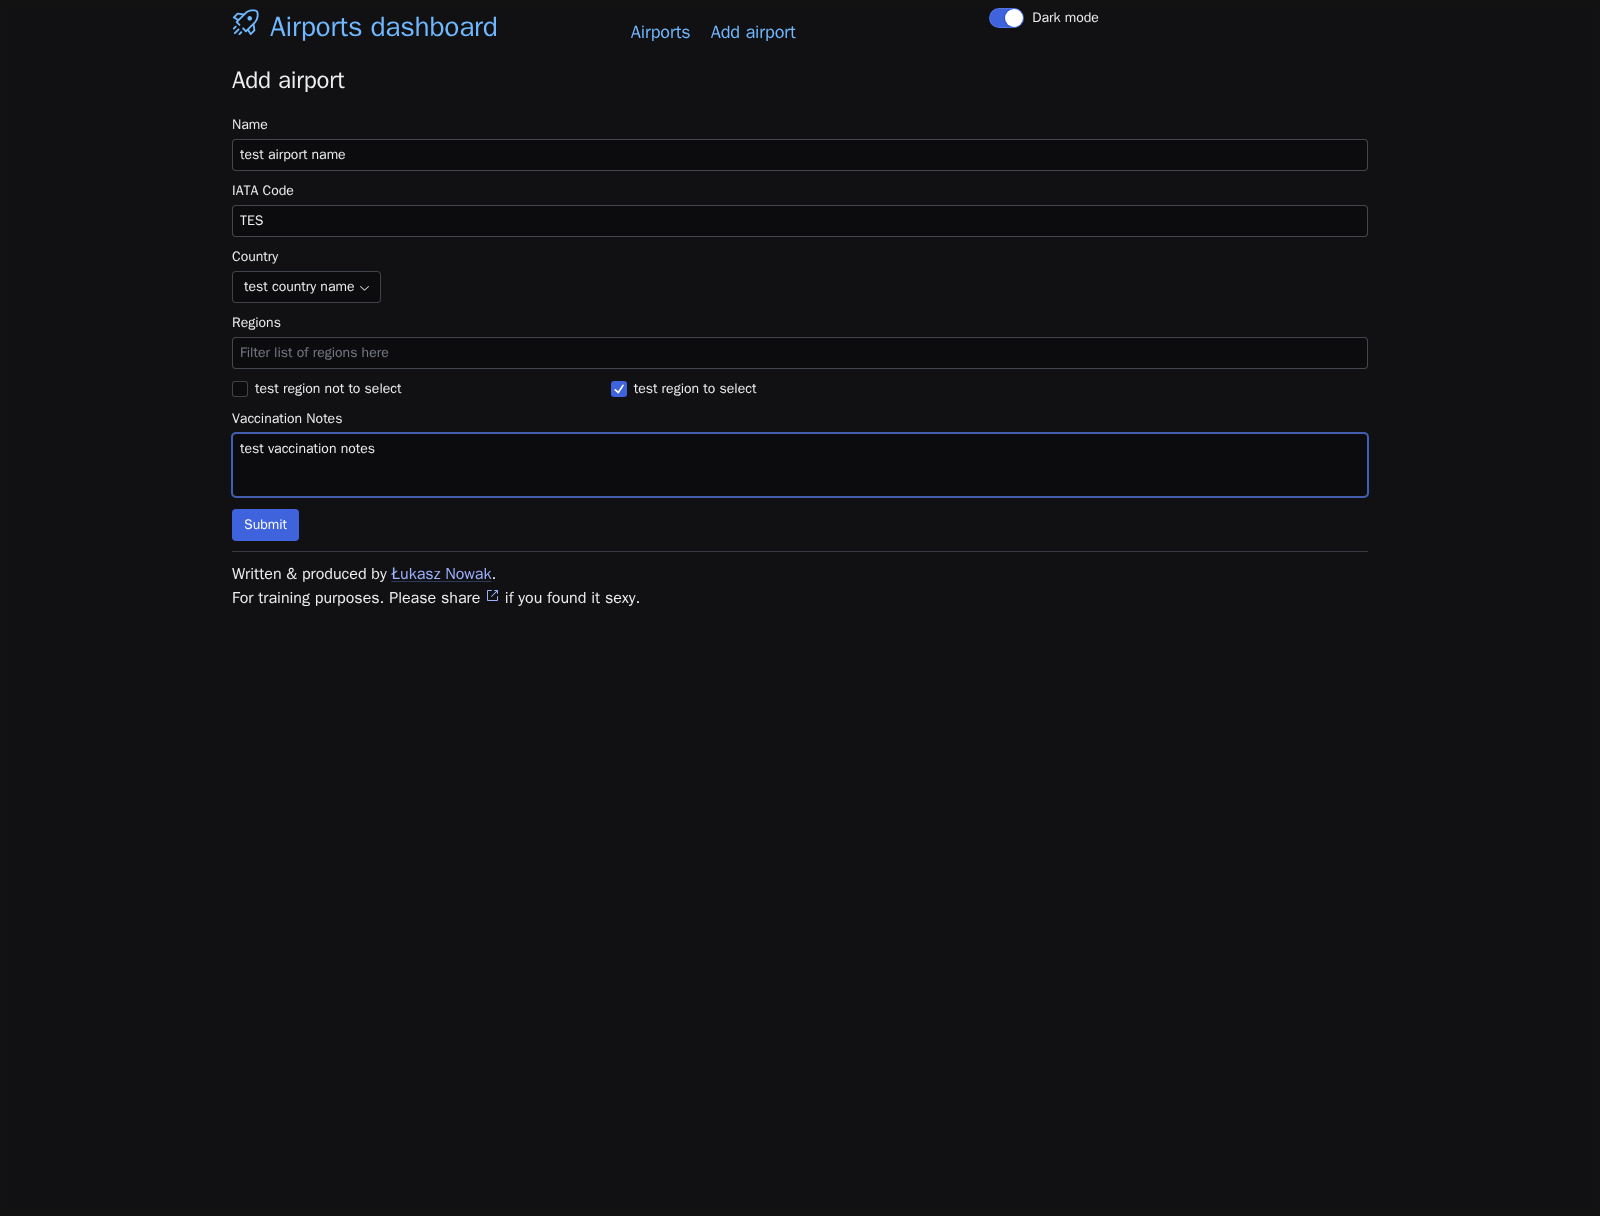 Airports dashboard
Airports Add airport
Dark mode
Add airport
Name
test airport name
IATA Code
TES
Country
test country name
Regions
Filter list of regions here
test region not to select
test region to select
Vaccination Notes
test vaccination notes
Submit
Written & produced by Łukasz Nowak.
For training purposes. Please share if you found it sexy.